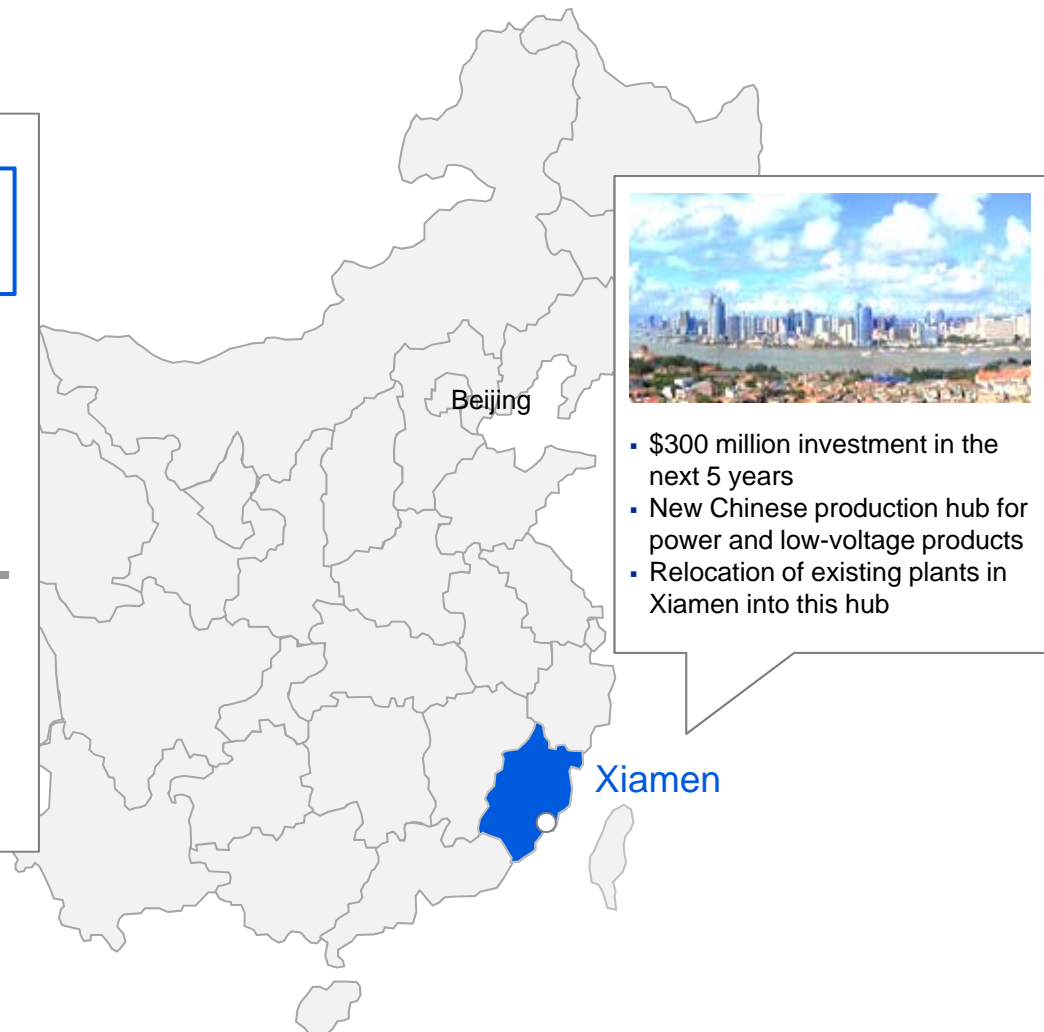 Beijing
▪ $300 million investment in the
next 5 years
▪ New Chinese production hub for
power and low-voltage products
▪ Relocation of existing plants in
Xiamen into this hub
Xiamen